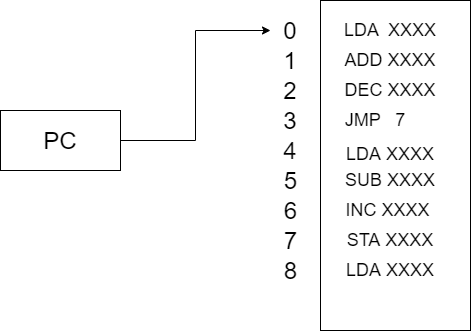 0 LDA XXXX
1 ADD XXXX
2 DEC XXXX
3 JMP 7
PC
4 LDA XXXX
5 SUB XXXX
6 INC XXXX
7 STA XXXX
8 LDA XXXX